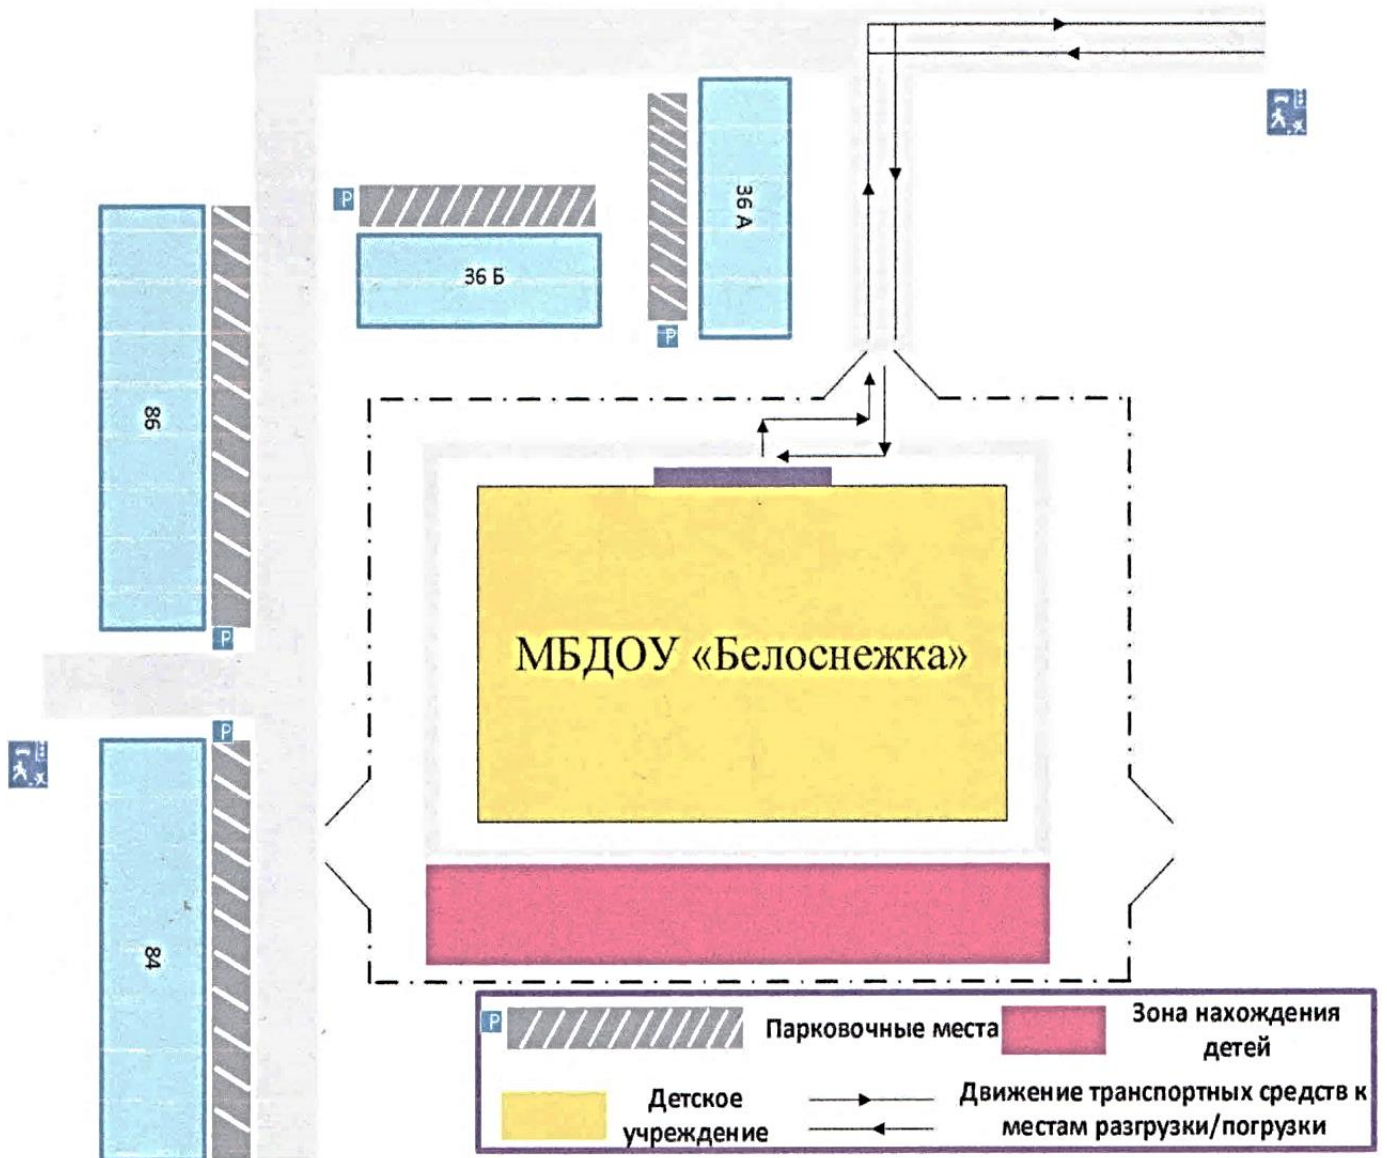 36 А
Р
36 Б
Р
86
Р
МБДОУ «Белоснежка»
Р
84
Р
Парковочные места
Зона нахождения
детей
Детское
учреждение
Движение транспортных средств к
местам разгрузки/погрузки